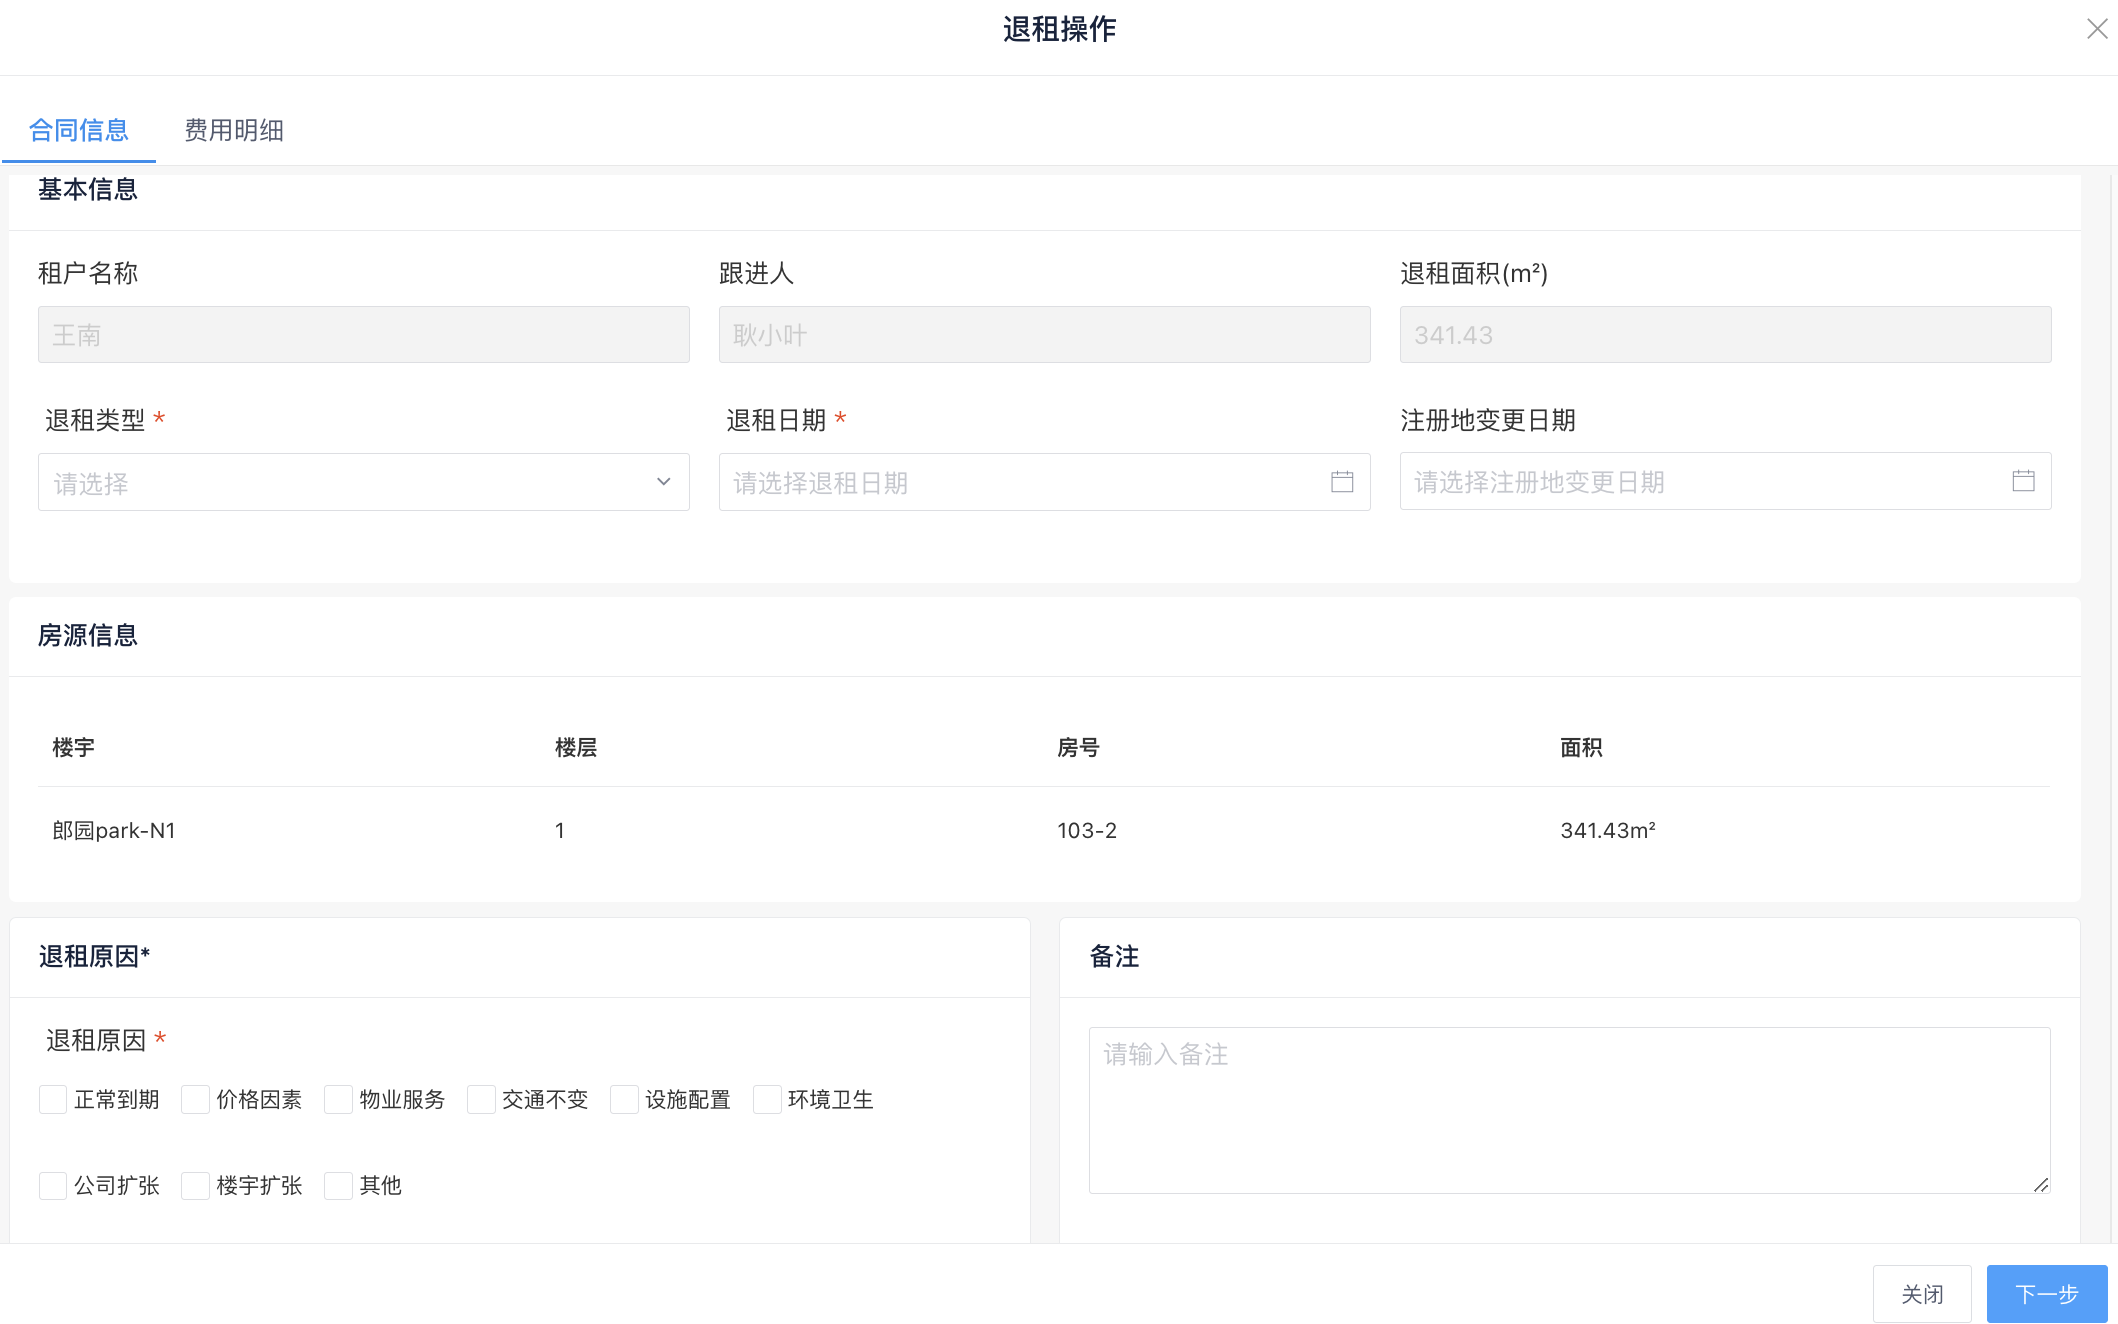 退租操作
合同信息 费用明细
基本信息
租户名称 跟进人 退租面积(m²)
王南 耿小叶 341.43
退租类型 * 退租日期 * 注册地变更日期
请选择 请选择退租日期 请选择注册地变更日期
房源信息
楼宇 楼层 房号 面积
郎园park-N1 1 103-2 341.43m²
退租原因* 备注
退租原因 * 请输入备注
正常到期 价格因素 物业服务 交通不变 设施配置 环境卫生
公司扩张 楼宇扩张 其他
关闭 下一步